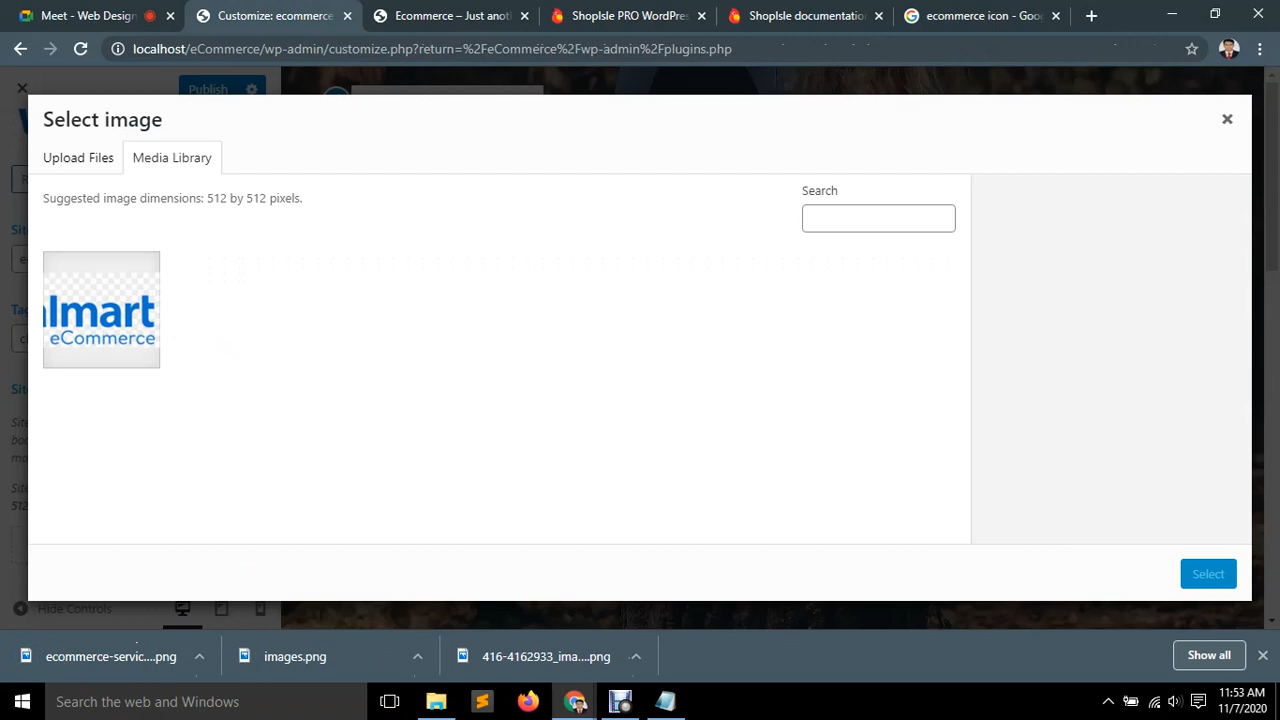 Meet - Web Design
Customize: ecommerce
Ecommerce – Just anot
ShopIsle PRO WordPres
ShopIsle documentatio
ecommerce icon - Goo
localhost/eCommerce/wp-admin/customize.php?return=%2FeCommerce%2Fwp-admin%2Fplugins.php
Publish
Select image
Upload Files
Media Library
Suggested image dimensions: 512 by 512 pixels.
Search
lmart
eCommerce
Select
Hide Controls
ecommerce-servic....png
images.png
416-4162933_ima....png
Show all
Search the web and Windows
11:53 AM
11/7/2020